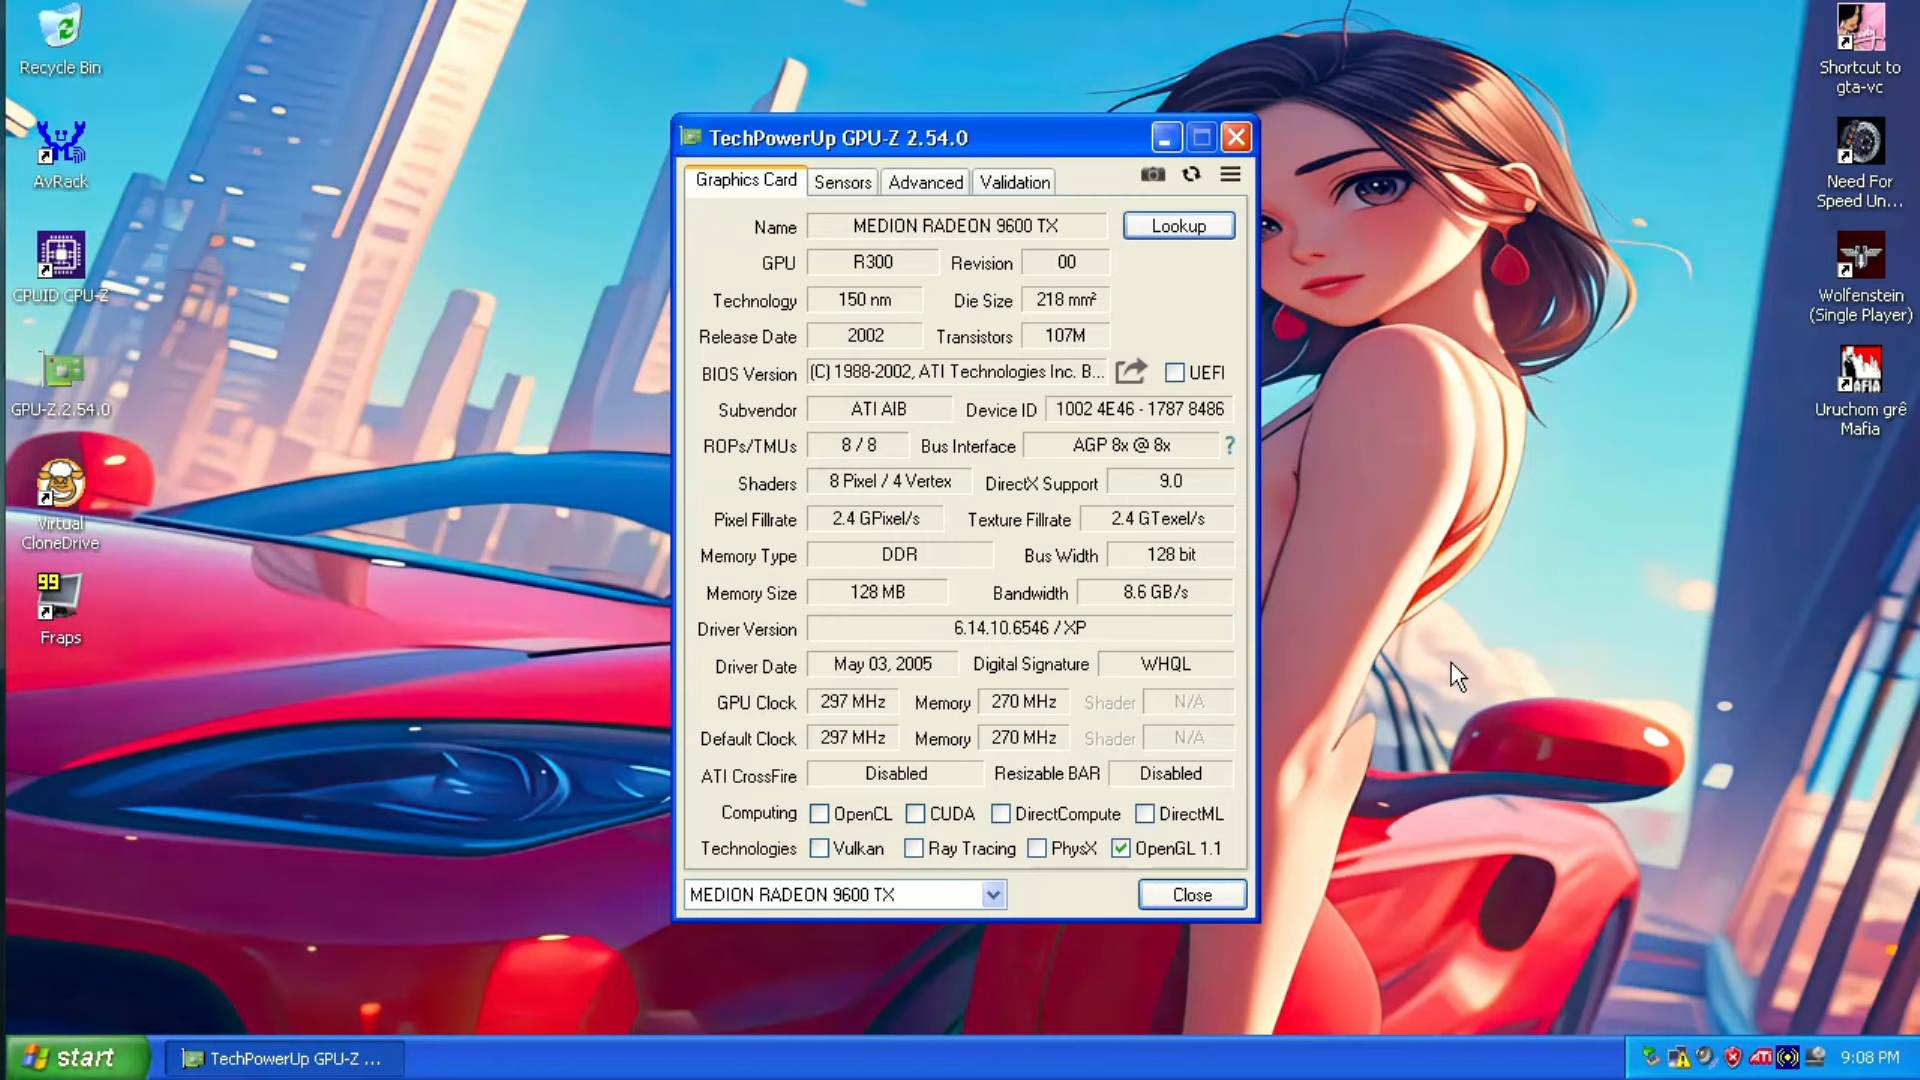 Recycle Bin
AvRack
CPUID CPU-Z
GPU-Z.2.54.0
Virtual
CloneDrive
99
Fraps
TechPowerUp GPU-Z 2.54.0
Graphics Card Sensors Advanced Validation
Name MEDION RADEON 9600 TX Lookup
GPU R300 Revision 00
Technology 150 nm Die Size 218 mm²
Release Date 2002 Transistors 107M
BIOS Version (C) 1988-2002, ATI Technologies Inc. B... UEFI
Subvendor ATI AIB Device ID 1002 4E46 - 1787 8486
ROPs/TMUs 8 / 8 Bus Interface AGP 8x @ 8x ?
Shaders 8 Pixel / 4 Vertex DirectX Support 9.0
Pixel Fillrate 2.4 GPixel/s Texture Fillrate 2.4 GTexel/s
Memory Type DDR Bus Width 128 bit
Memory Size 128 MB Bandwidth 8.6 GB/s
Driver Version 6.14.10.6546 / XP
Driver Date May 03, 2005 Digital Signature WHQL
GPU Clock 297 MHz Memory 270 MHz Shader N/A
Default Clock 297 MHz Memory 270 MHz Shader N/A
ATI CrossFire Disabled Resizable BAR Disabled
Computing OpenCL CUDA DirectCompute DirectML
Technologies Vulkan Ray Tracing PhysX OpenGL 1.1
MEDION RADEON 9600 TX Close
Shortcut to
gta-vc
Need For
Speed Un...
Wolfenstein
(Single Player)
MAFIA
Uruchom grê
Mafia
start TechPowerUp GPU-Z ... ATI 9:08 PM